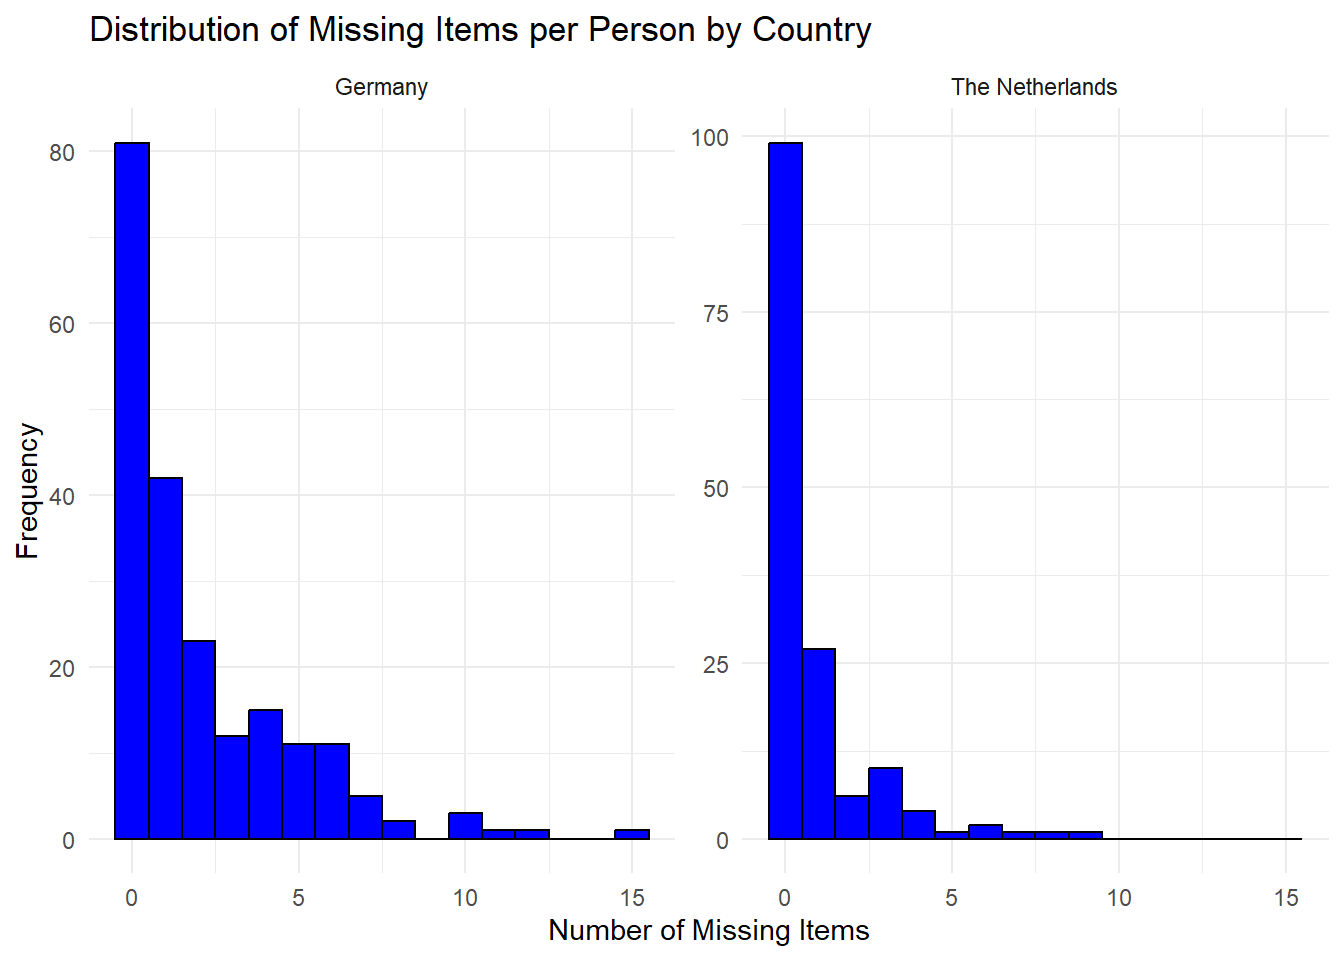 Distribution of Missing Items per Person by Country
Germany
The Netherlands
Frequency
80
60
40
20
0
100
75
50
25
0
0 5 10 15
0 5 10 15
Number of Missing Items